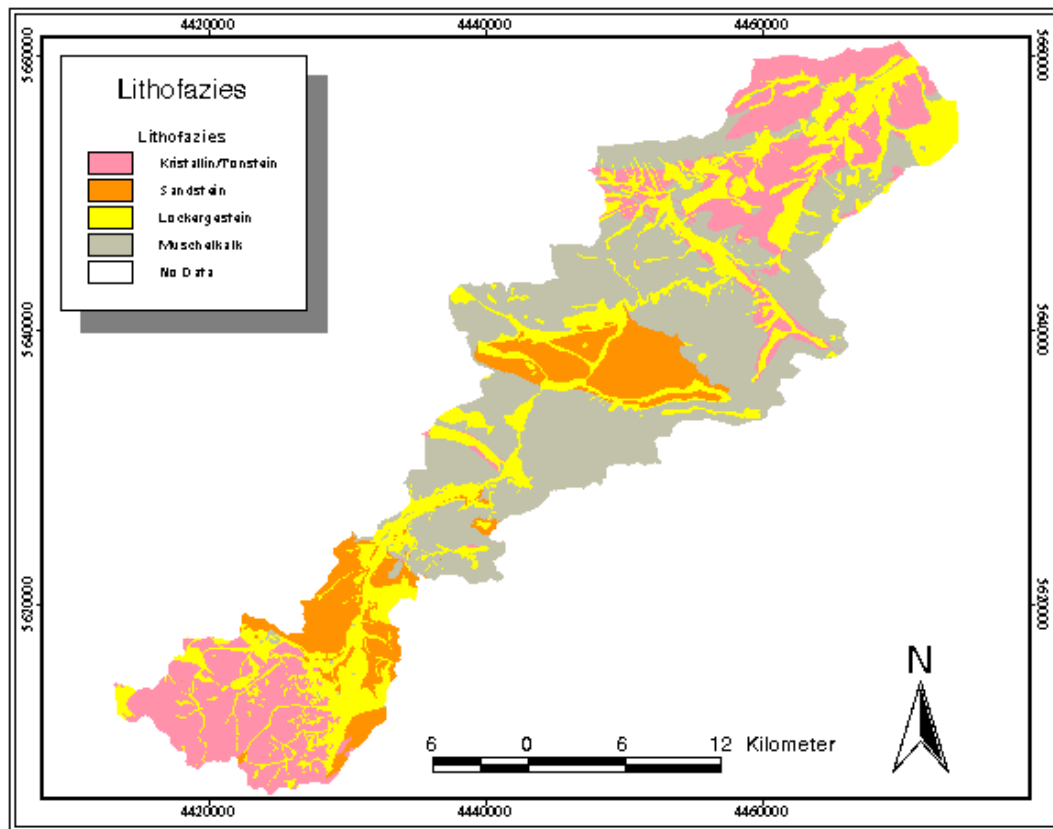 4420000 4440000 4460000
5660000 5660000
Lithofazies
Lithofazies
Kristallin/Tonstein
Sandstein
Lockergestein
Muschelkalk
No Data
5640000 5640000
5620000 5620000
N
6 0 6 12 Kilometer
4420000 4440000 4460000